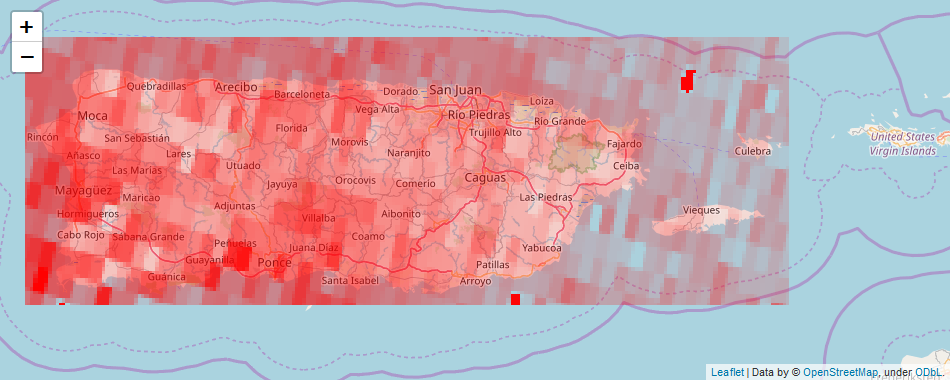 +
−
Quebradillas
Arecibo
Barceloneta
Dorado
San Juan
Loíza
Moca
Vega Alta
Río Piedras
Río Grande
Florida
Trujillo Alto
Rincón
San Sebastián
Morovis
Fajardo
United States
Virgin Islands
Añasco
Lares
Naranjito
Culebra
Las Marías
Utuado
Ceiba
Mayagüez
Jayuya
Orocovis
Comerio
Caguas
Maricao
Las Piedras
Hormigueros
Adjuntas
Villalba
Aibonito
Vieques
Cabo Rojo
Sabana Grande
Coamo
Peñuelas
Juana Díaz
Yabucoa
Guayanilla
Ponce
Patillas
Guánica
Santa Isabel
Arroyo
Leaflet | Data by © OpenStreetMap, under ODbL.